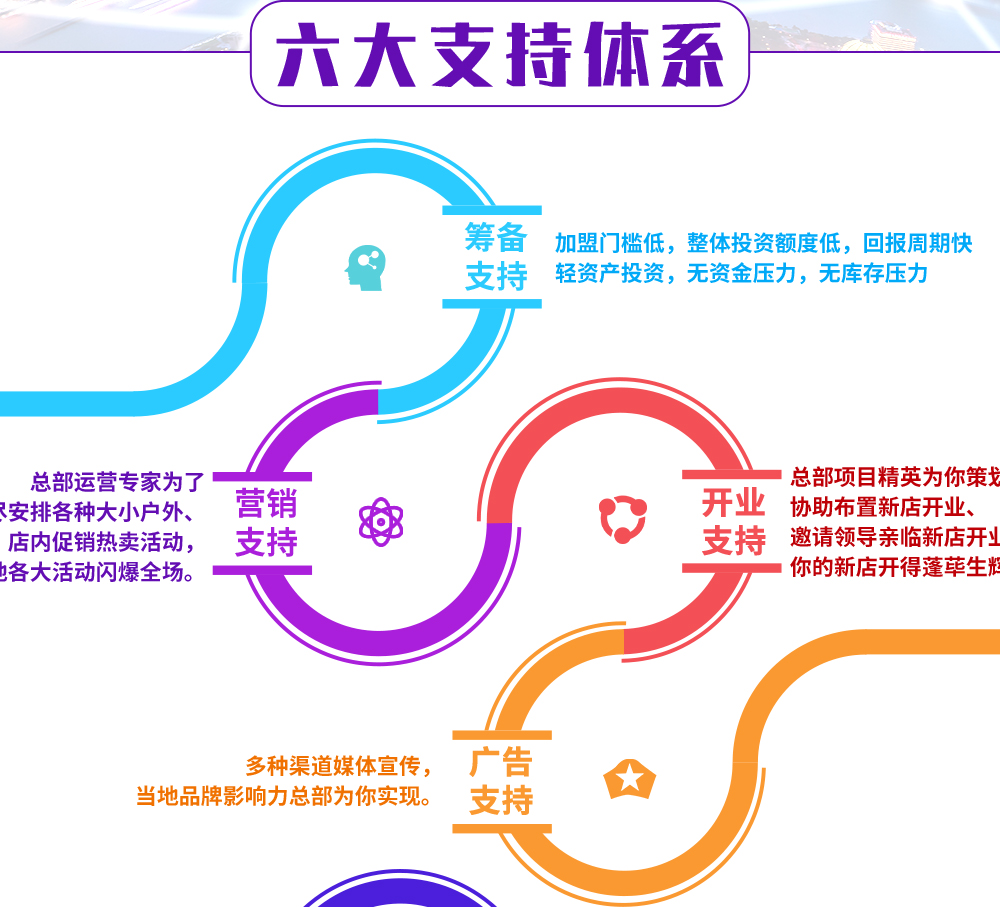 六大支持体系
筹备
支持
加盟门槛低，整体投资额度低，回报周期快
轻资产投资，无资金压力，无库存压力
总部运营专家为了
安排各种大小户外、
店内促销热卖活动，
各大活动闪爆全场。
营销
支持
开业
支持
总部项目精英为你策划
协助布置新店开业、
邀请领导亲临新店开业
你的新店开得蓬荜生辉
广告
支持
多种渠道媒体宣传，
当地品牌影响力总部为你实现。